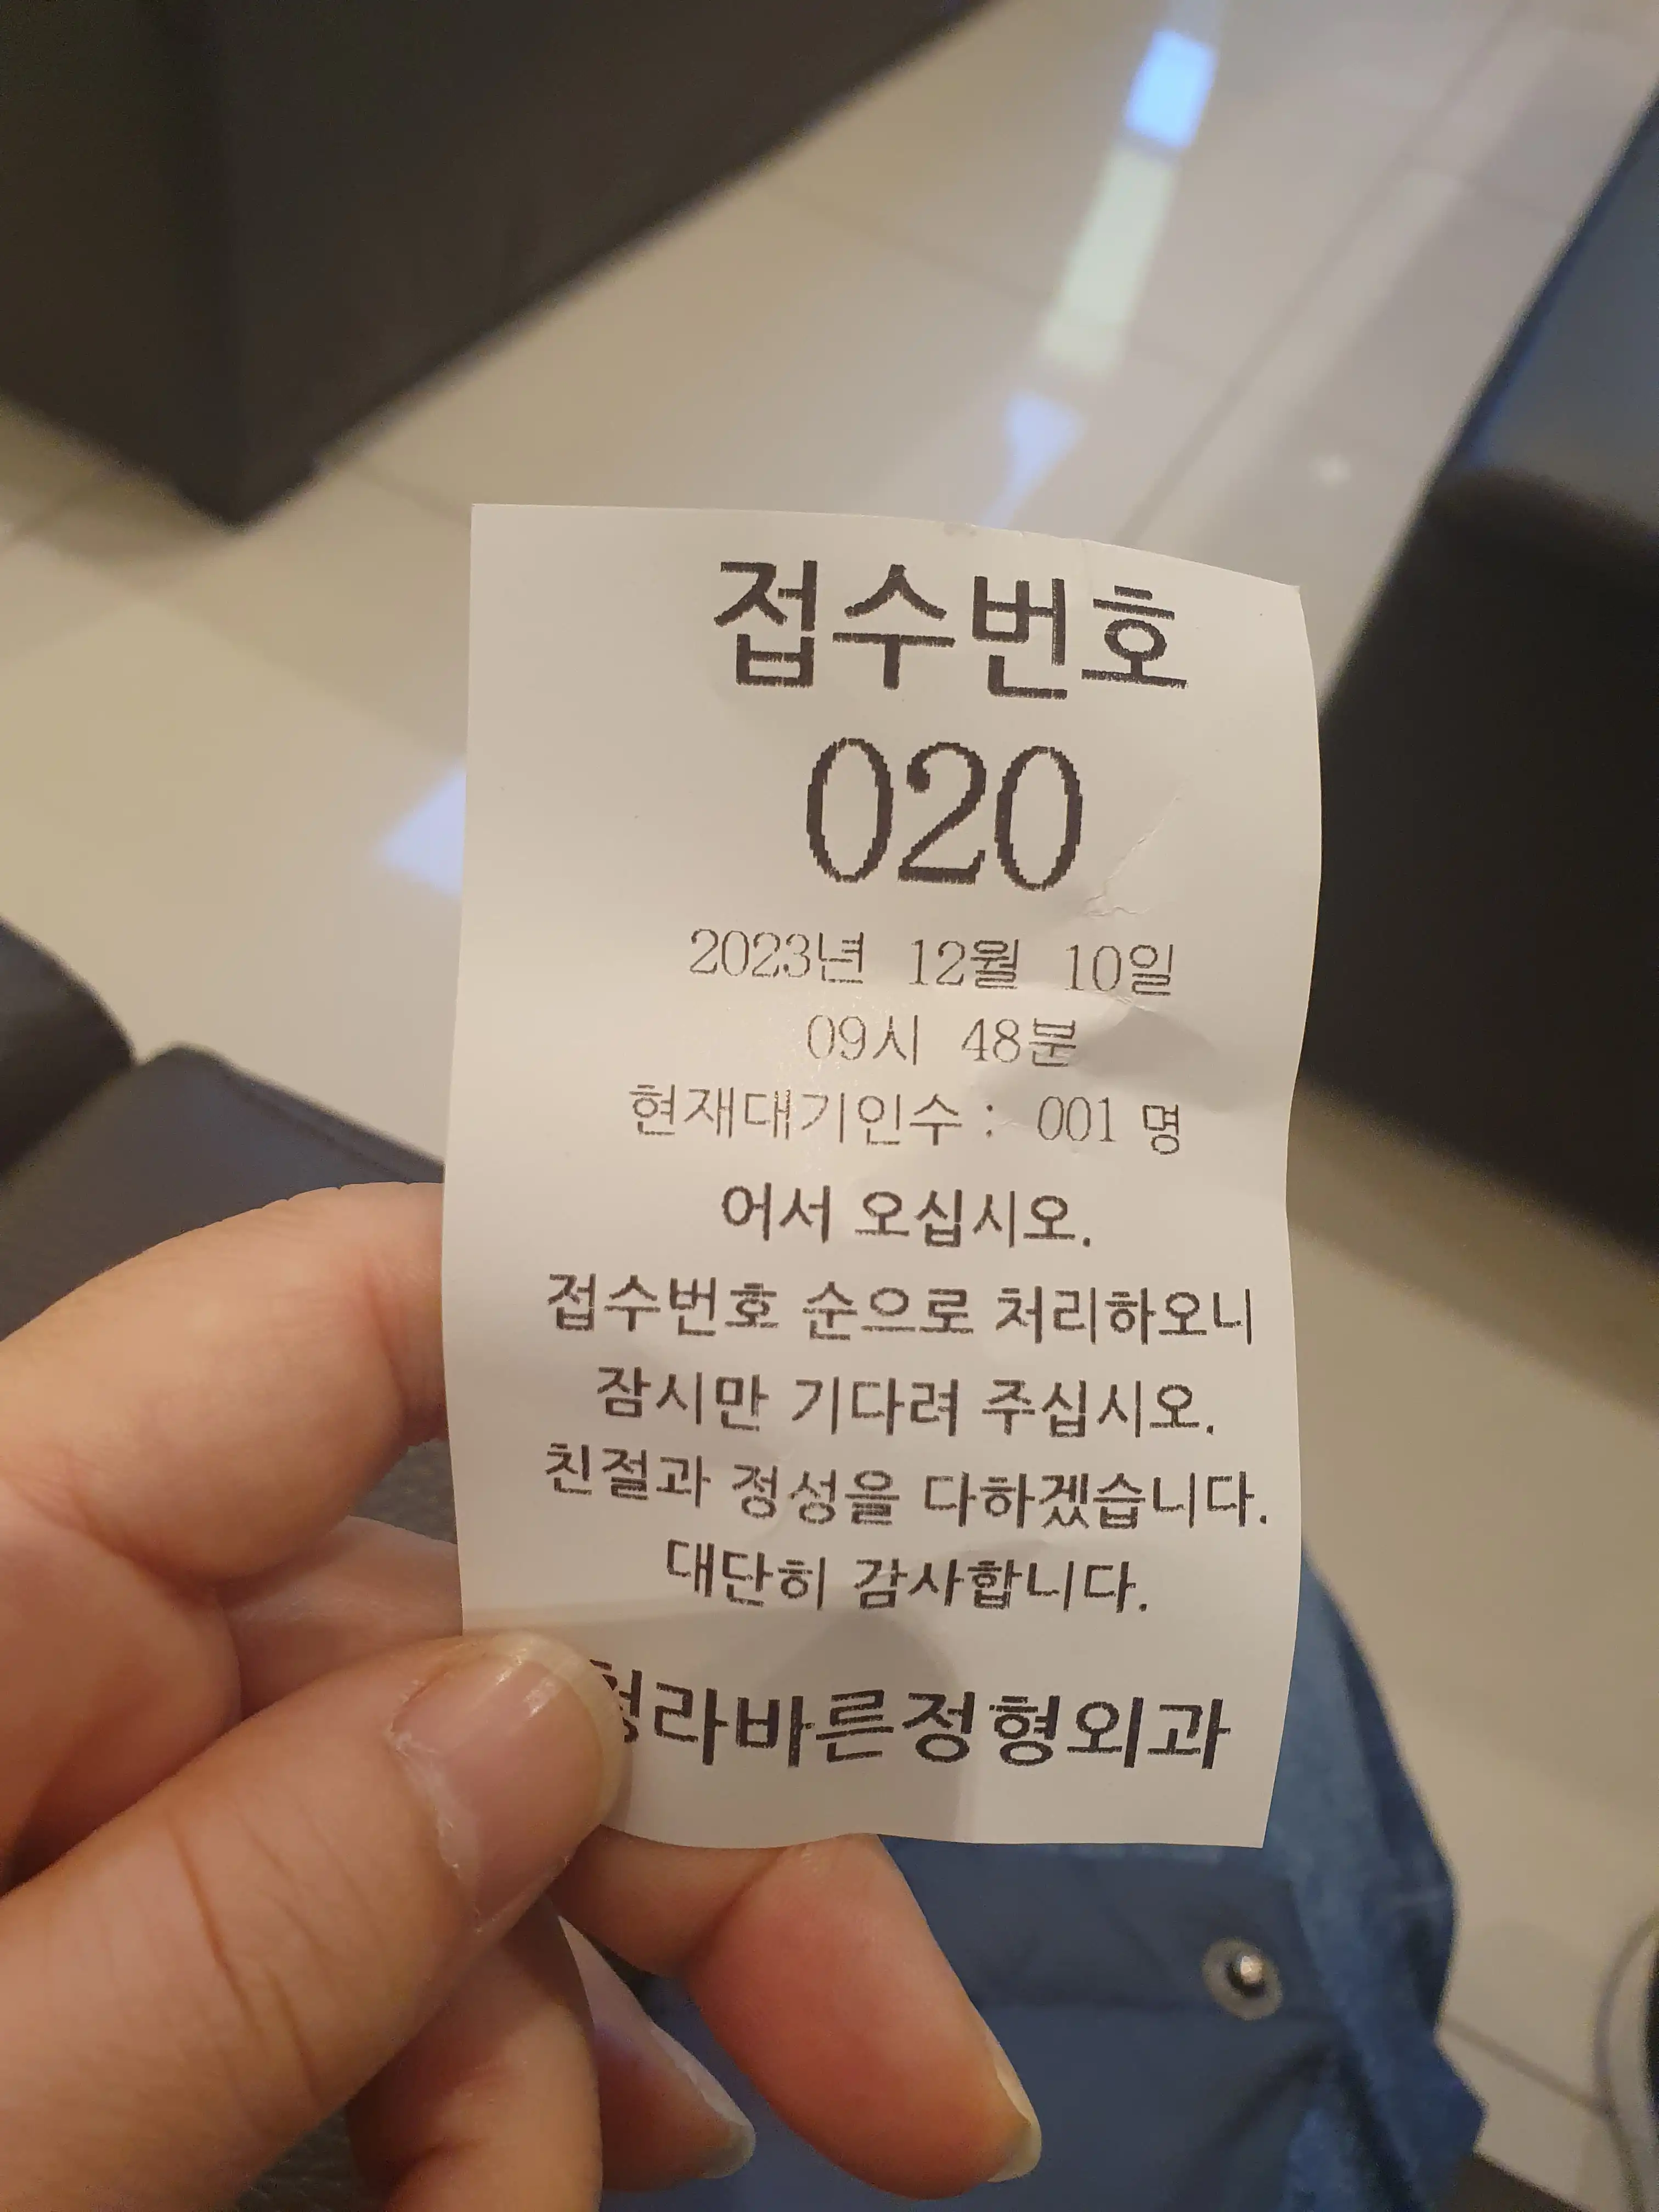 접수번호
020
2023년 12월 10일
09시 48분
현재대기인수 : 001 명
어서 오십시오.
접수번호 순으로 처리하오니
잠시만 기다려 주십시오.
친절과 정성을 다하겠습니다.
대단히 감사합니다.
청라바른정형외과